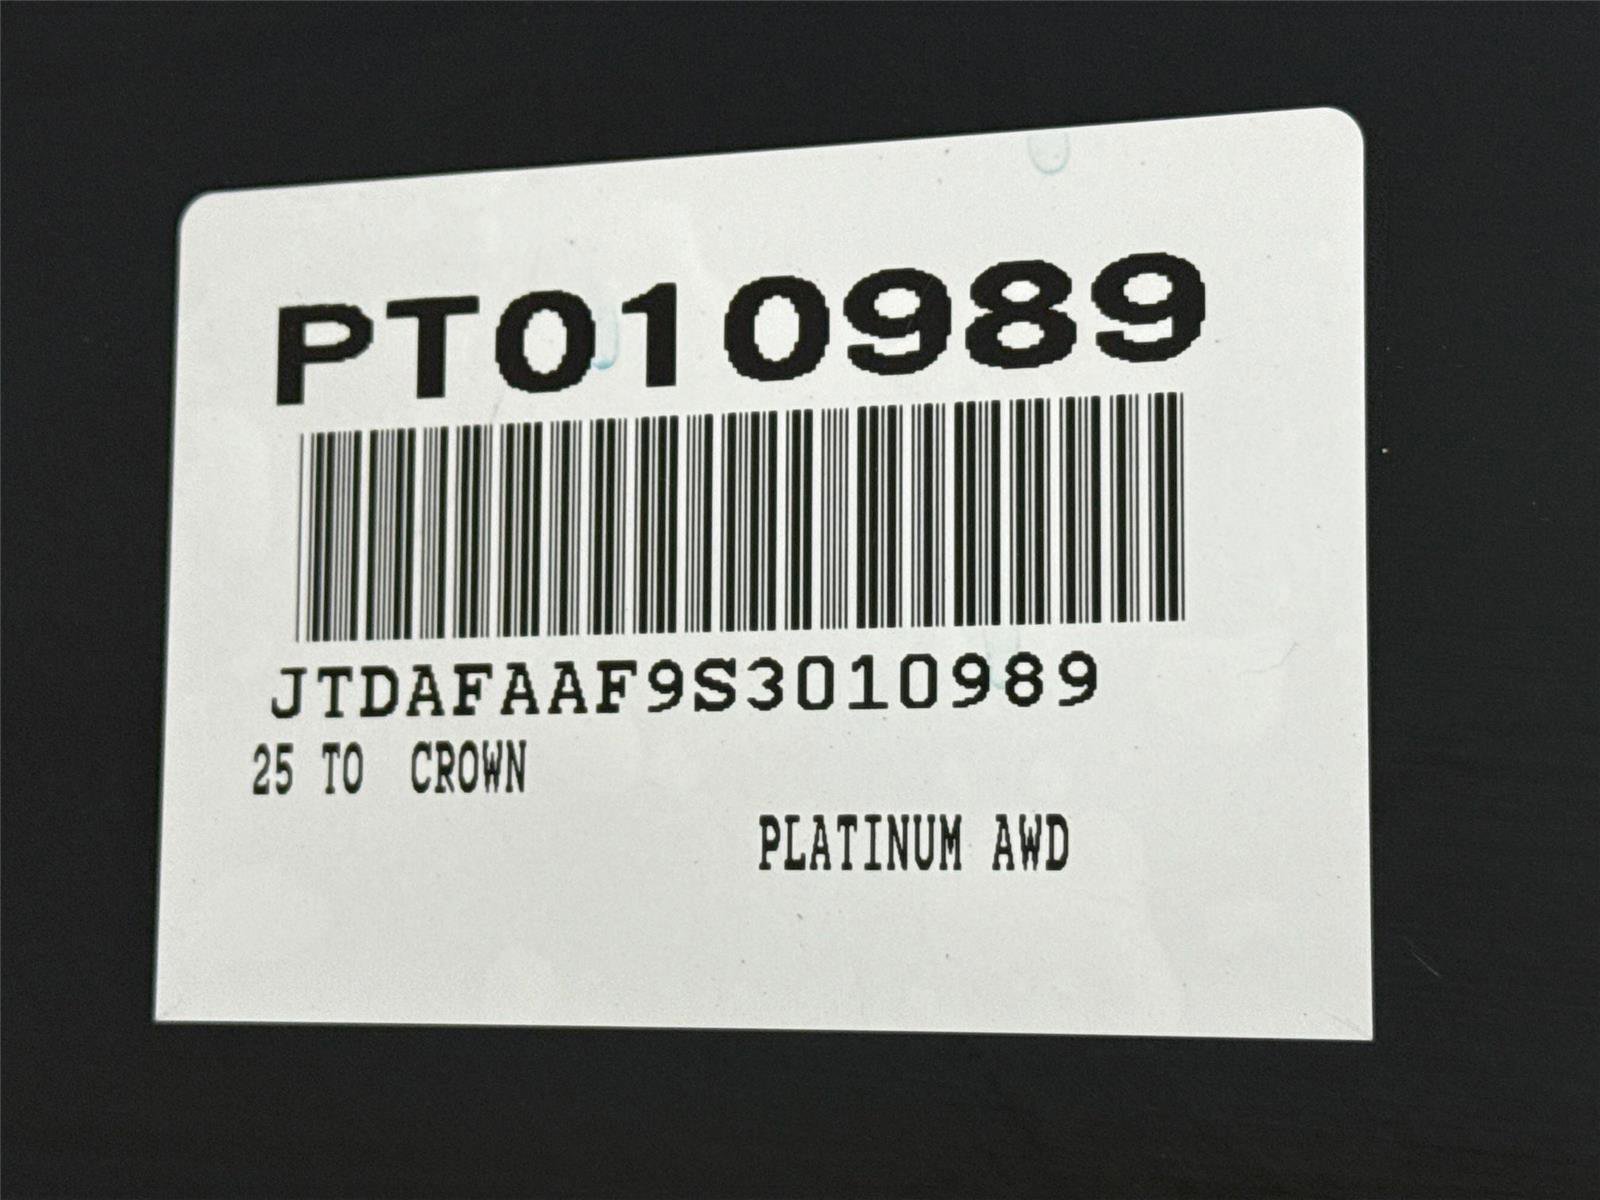 PT010989
JTDAFAAF9S3010989
25 TO CROWN
PLATINUM AWD